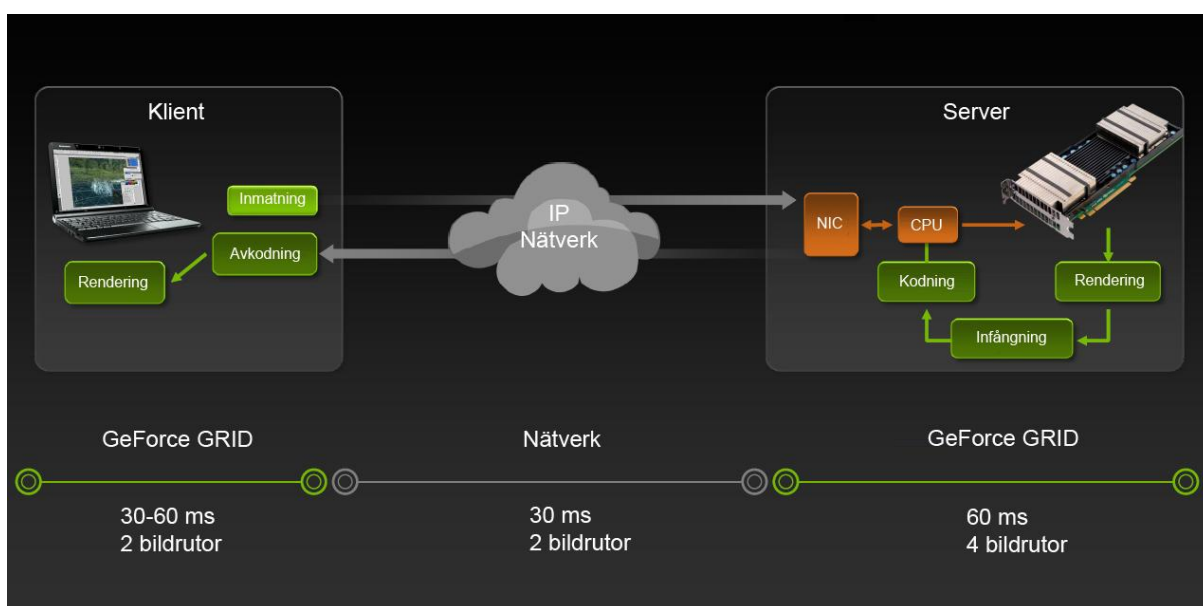 Klient
Inmatning
Avkodning
Rendering
IP
Nätverk
Server
NIC
CPU
Kodning
Rendering
Infångning
GeForce GRID
30-60 ms
2 bildrutor
Nätverk
30 ms
2 bildrutor
GeForce GRID
60 ms
4 bildrutor